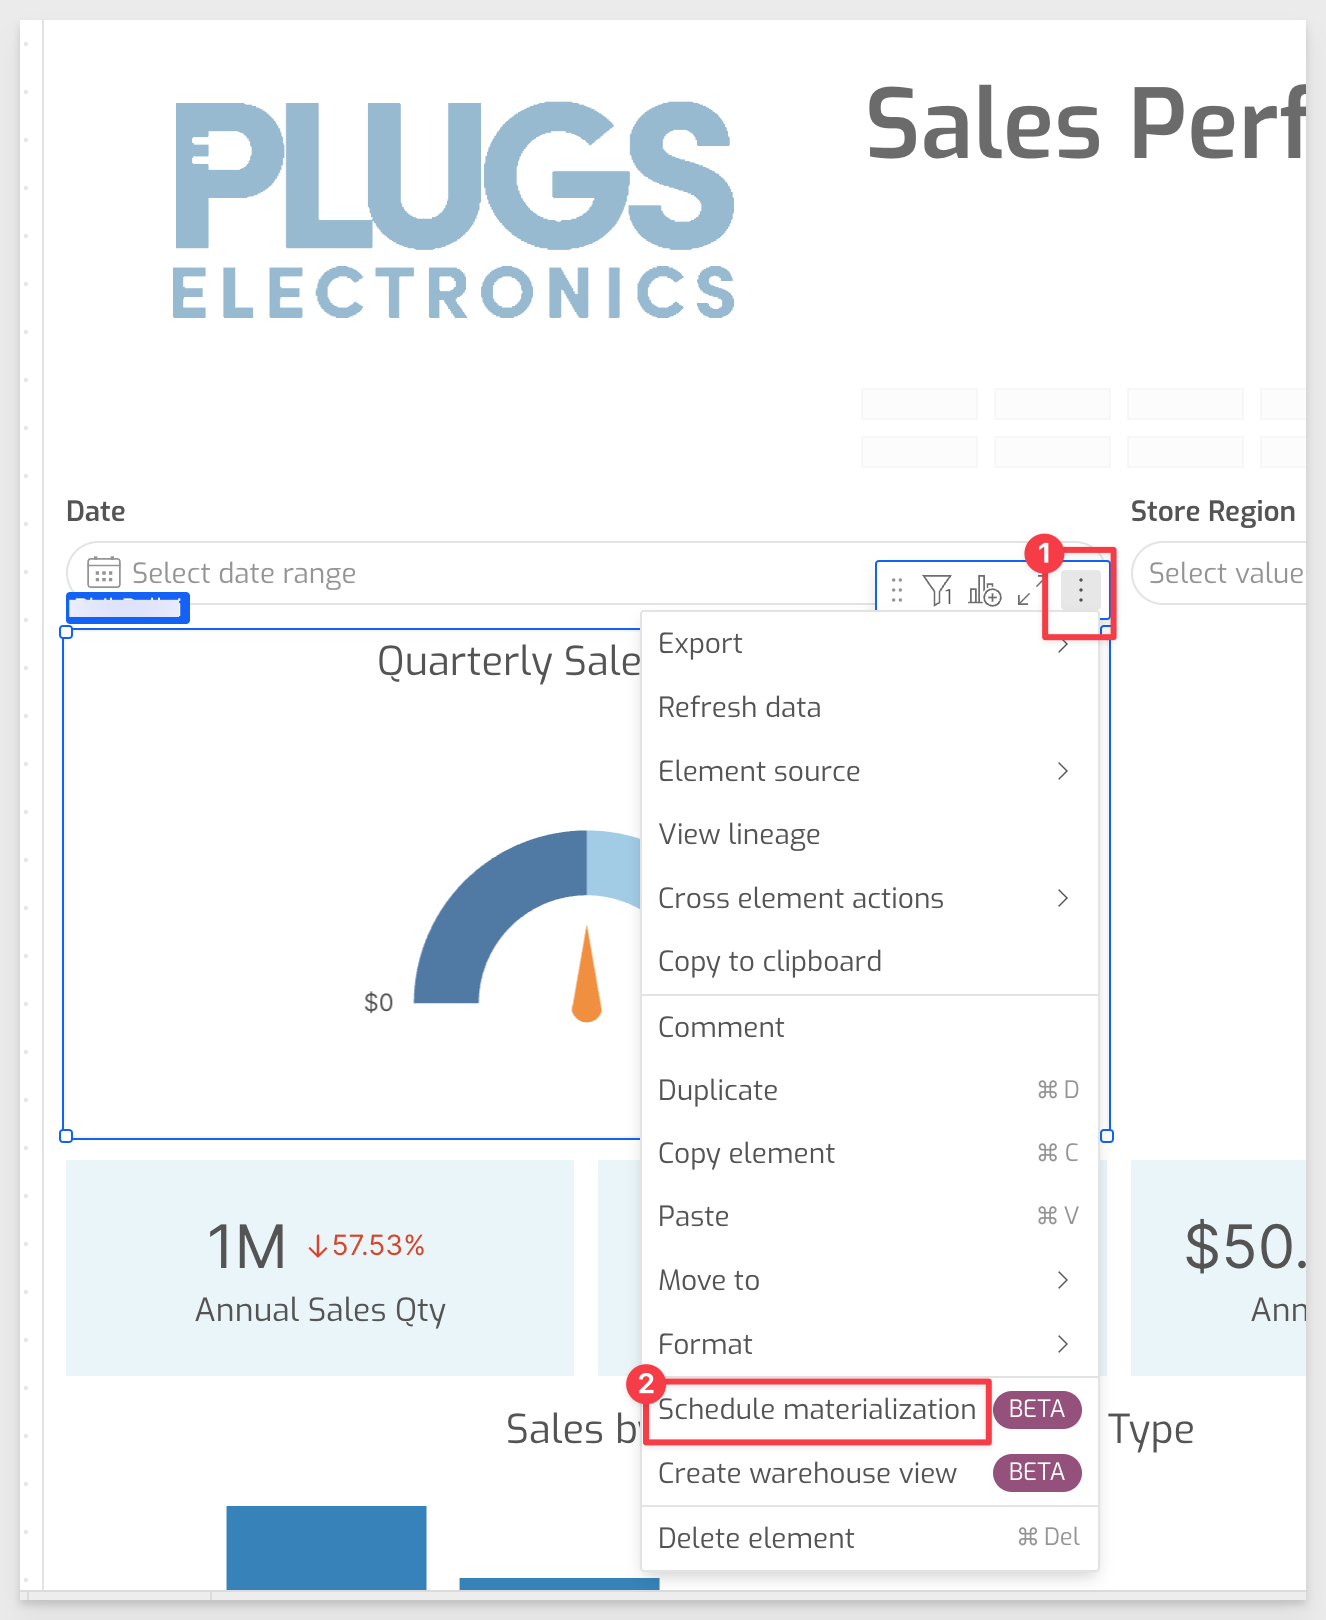 PLUGS
ELECTRONICS
Sales Perf
Date
Store Region
Select date range
Select value
1
1
Quarterly Sale
$0
Export
Refresh data
Element source
View lineage
Cross element actions
Copy to clipboard
Comment
Duplicate ⌘ D
Copy element ⌘ C
Paste ⌘ V
Move to
Format
2
Schedule materialization BETA
Create warehouse view BETA
Delete element ⌘ Del
1M ↓57.53%
Annual Sales Qty
$50.
Ann
Sales b
Type